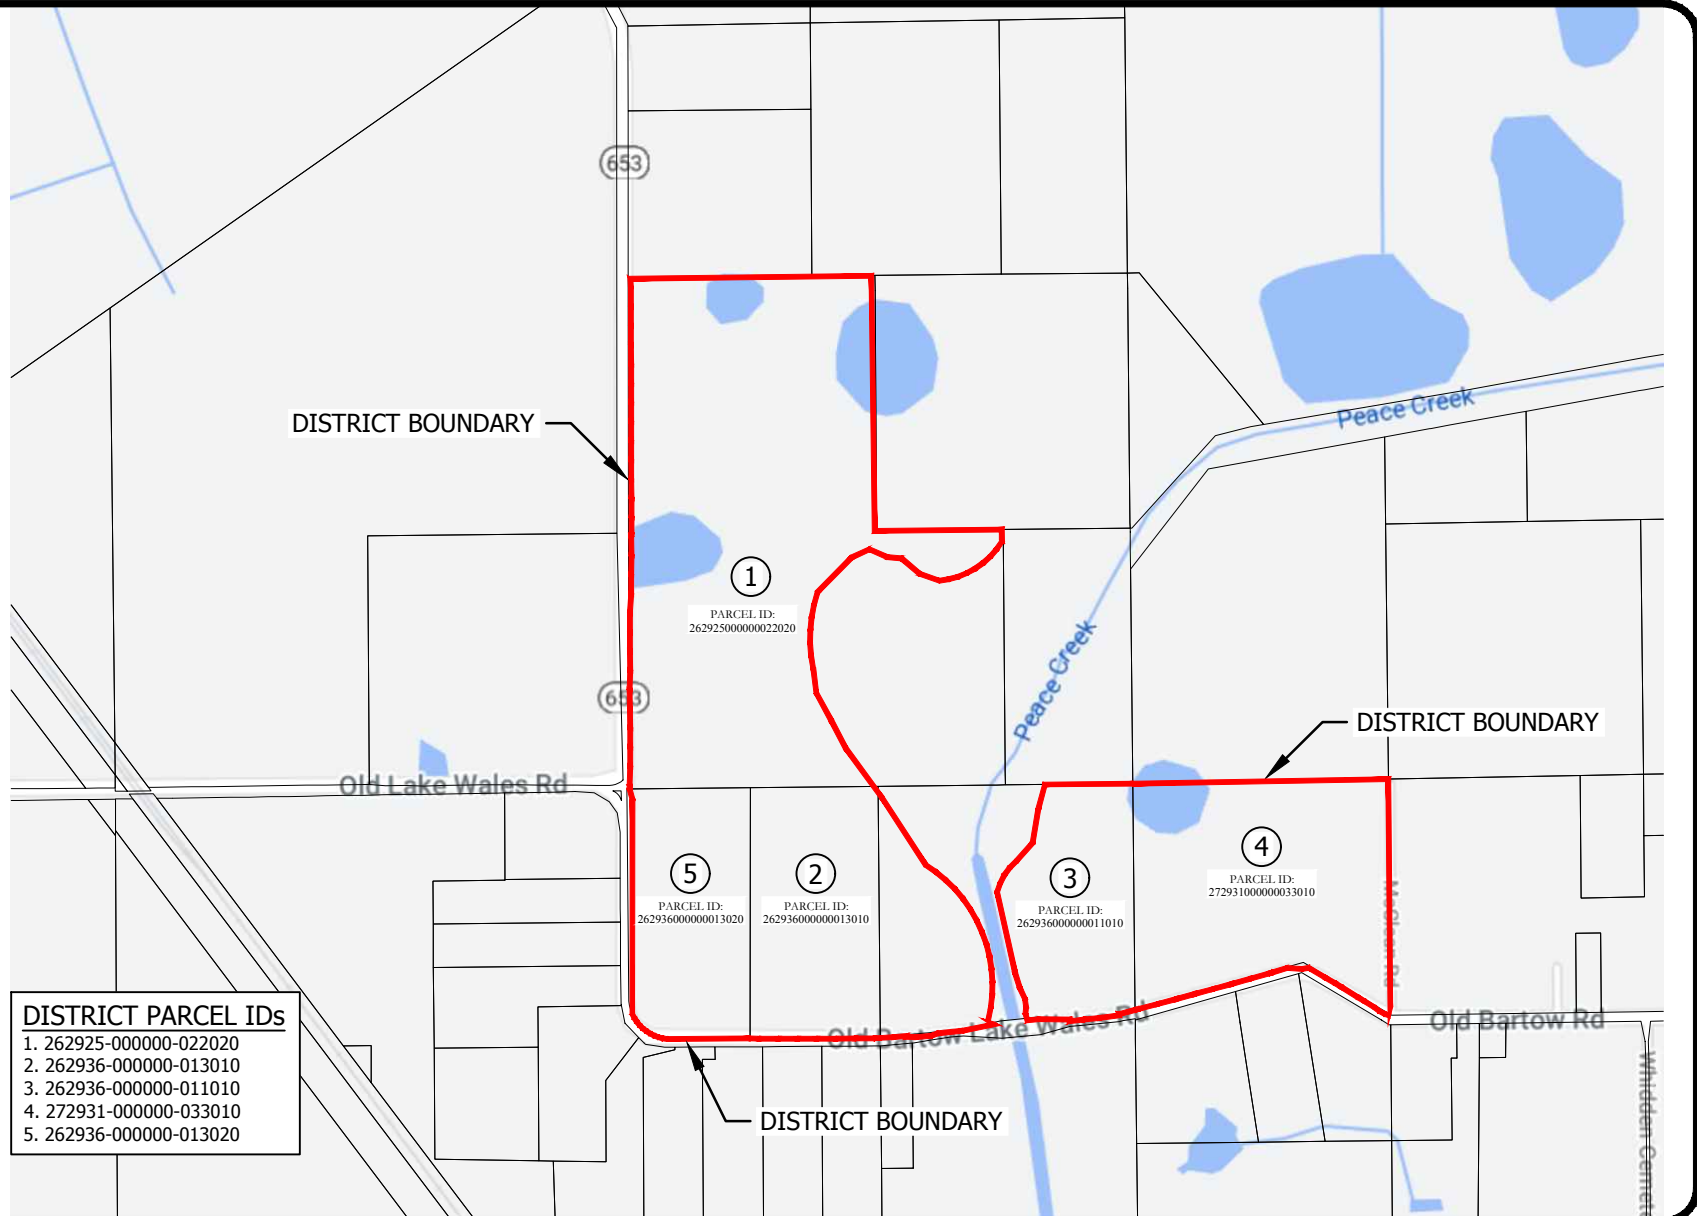 653
DISTRICT BOUNDARY
Peace Creek
1
PARCEL ID:
262925000000022020
Peace Creek
653
DISTRICT BOUNDARY
Old Lake Wales Rd
5
PARCEL ID:
262936000000013020
2
PARCEL ID:
262936000000013010
3
PARCEL ID:
262936000000011010
4
PARCEL ID:
272931000000033010
Rd
Old Bartow Lake Wales Rd
Old Bartow Rd
Whidden
DISTRICT BOUNDARY
DISTRICT PARCEL IDs
1. 262925-000000-022020
2. 262936-000000-013010
3. 262936-000000-011010
4. 272931-000000-033010
5. 262936-000000-013020